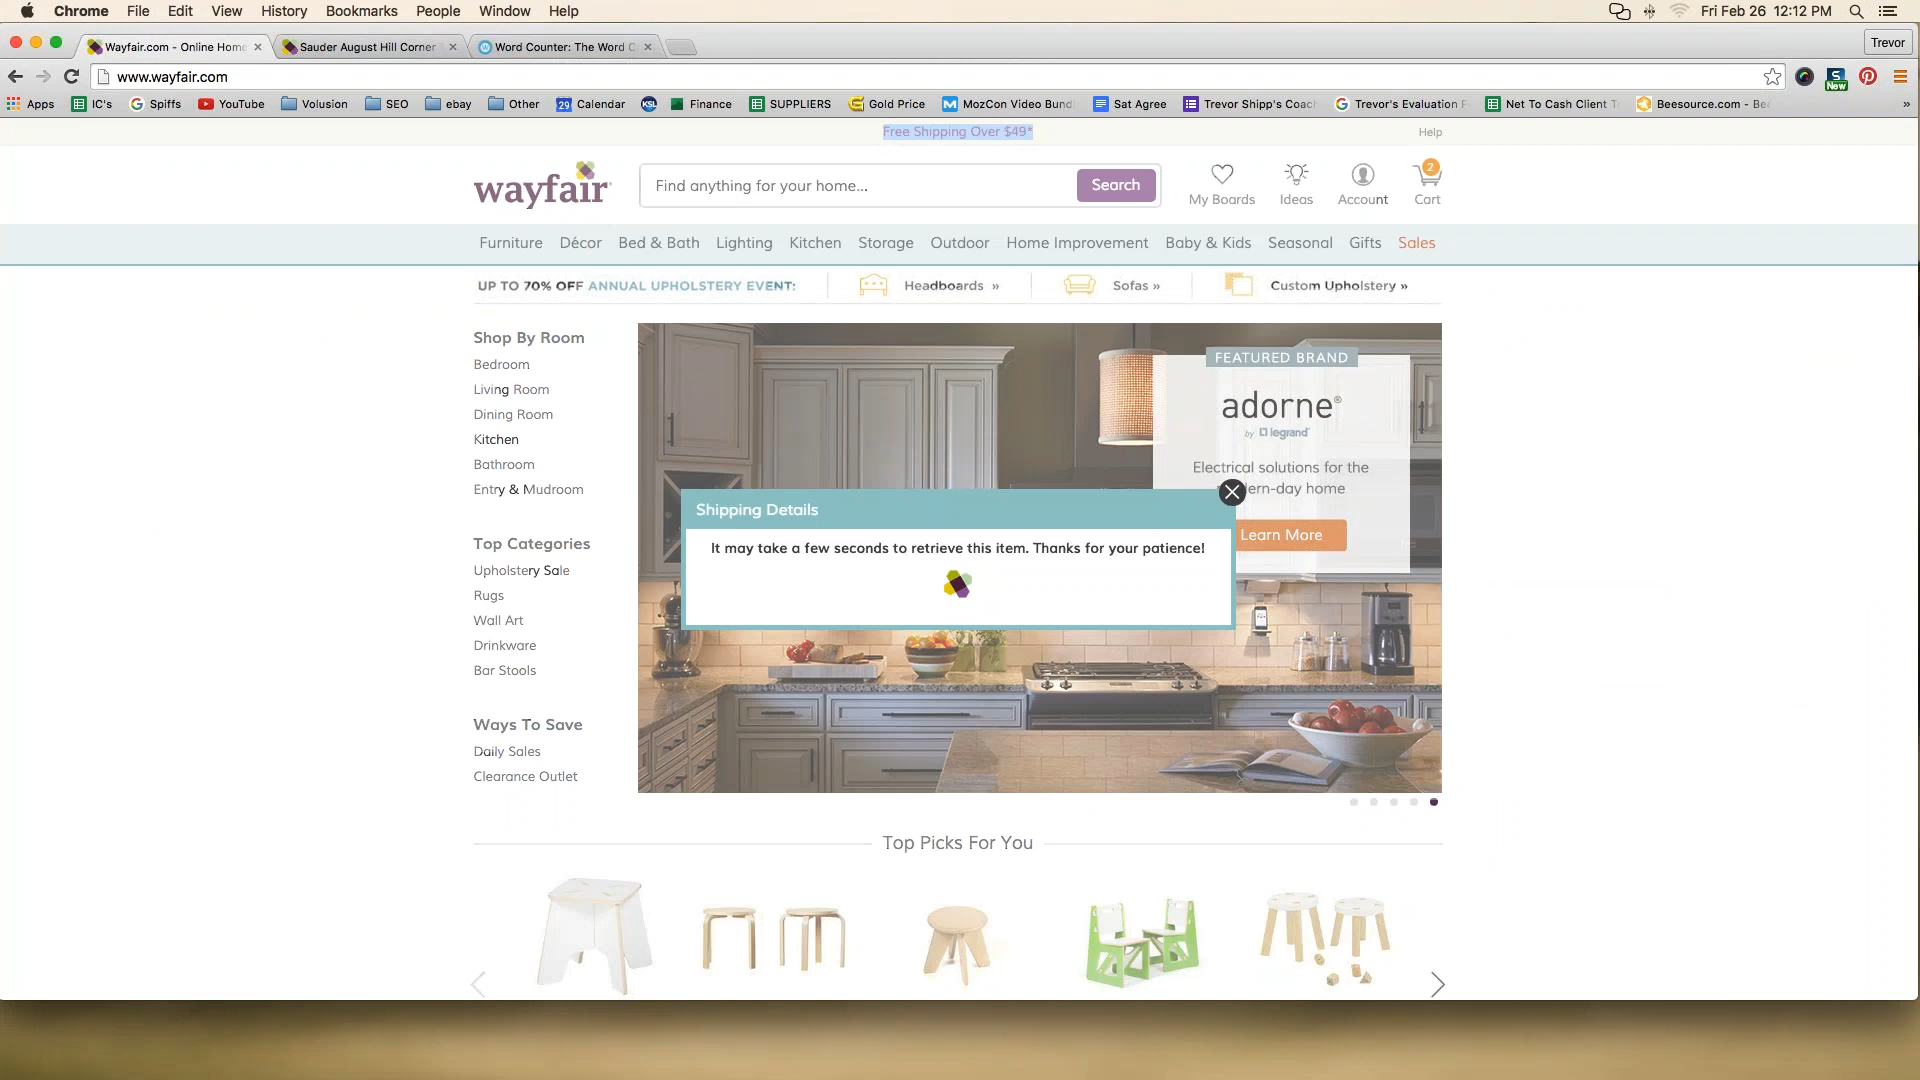 Chrome File Edit View History Bookmarks People Window Help
Fri Feb 26 12:12 PM
Wayfair.com - Online Home
Sauder August Hill Corner
Word Counter: The Word C
Trevor
www.wayfair.com
S
New
Apps IC's Spiffs YouTube Volusion SEO ebay Other 29 Calendar KSL Finance SUPPLIERS Gold Price MozCon Video Bund Sat Agree Trevor Shipp's Coac Trevor's Evaluation F Net To Cash Client T Beesource.com - Bee »
Free Shipping Over $49*
Help
wayfair
Find anything for your home...
Search
My Boards
Ideas
Account
2
Cart
Furniture Décor Bed & Bath Lighting Kitchen Storage Outdoor Home Improvement Baby & Kids Seasonal Gifts Sales
UP TO 70% OFF ANNUAL UPHOLSTERY EVENT:
Headboards »
Sofas »
Custom Upholstery »
Shop By Room
Bedroom
Living Room
Dining Room
Kitchen
Bathroom
Entry & Mudroom
Top Categories
Upholstery Sale
Rugs
Wall Art
Drinkware
Bar Stools
Ways To Save
Daily Sales
Clearance Outlet
FEATURED BRAND
adorne®
by legrand®
Electrical solutions for the
dern-day home
Learn More
Shipping Details
It may take a few seconds to retrieve this item. Thanks for your patience!
Top Picks For You